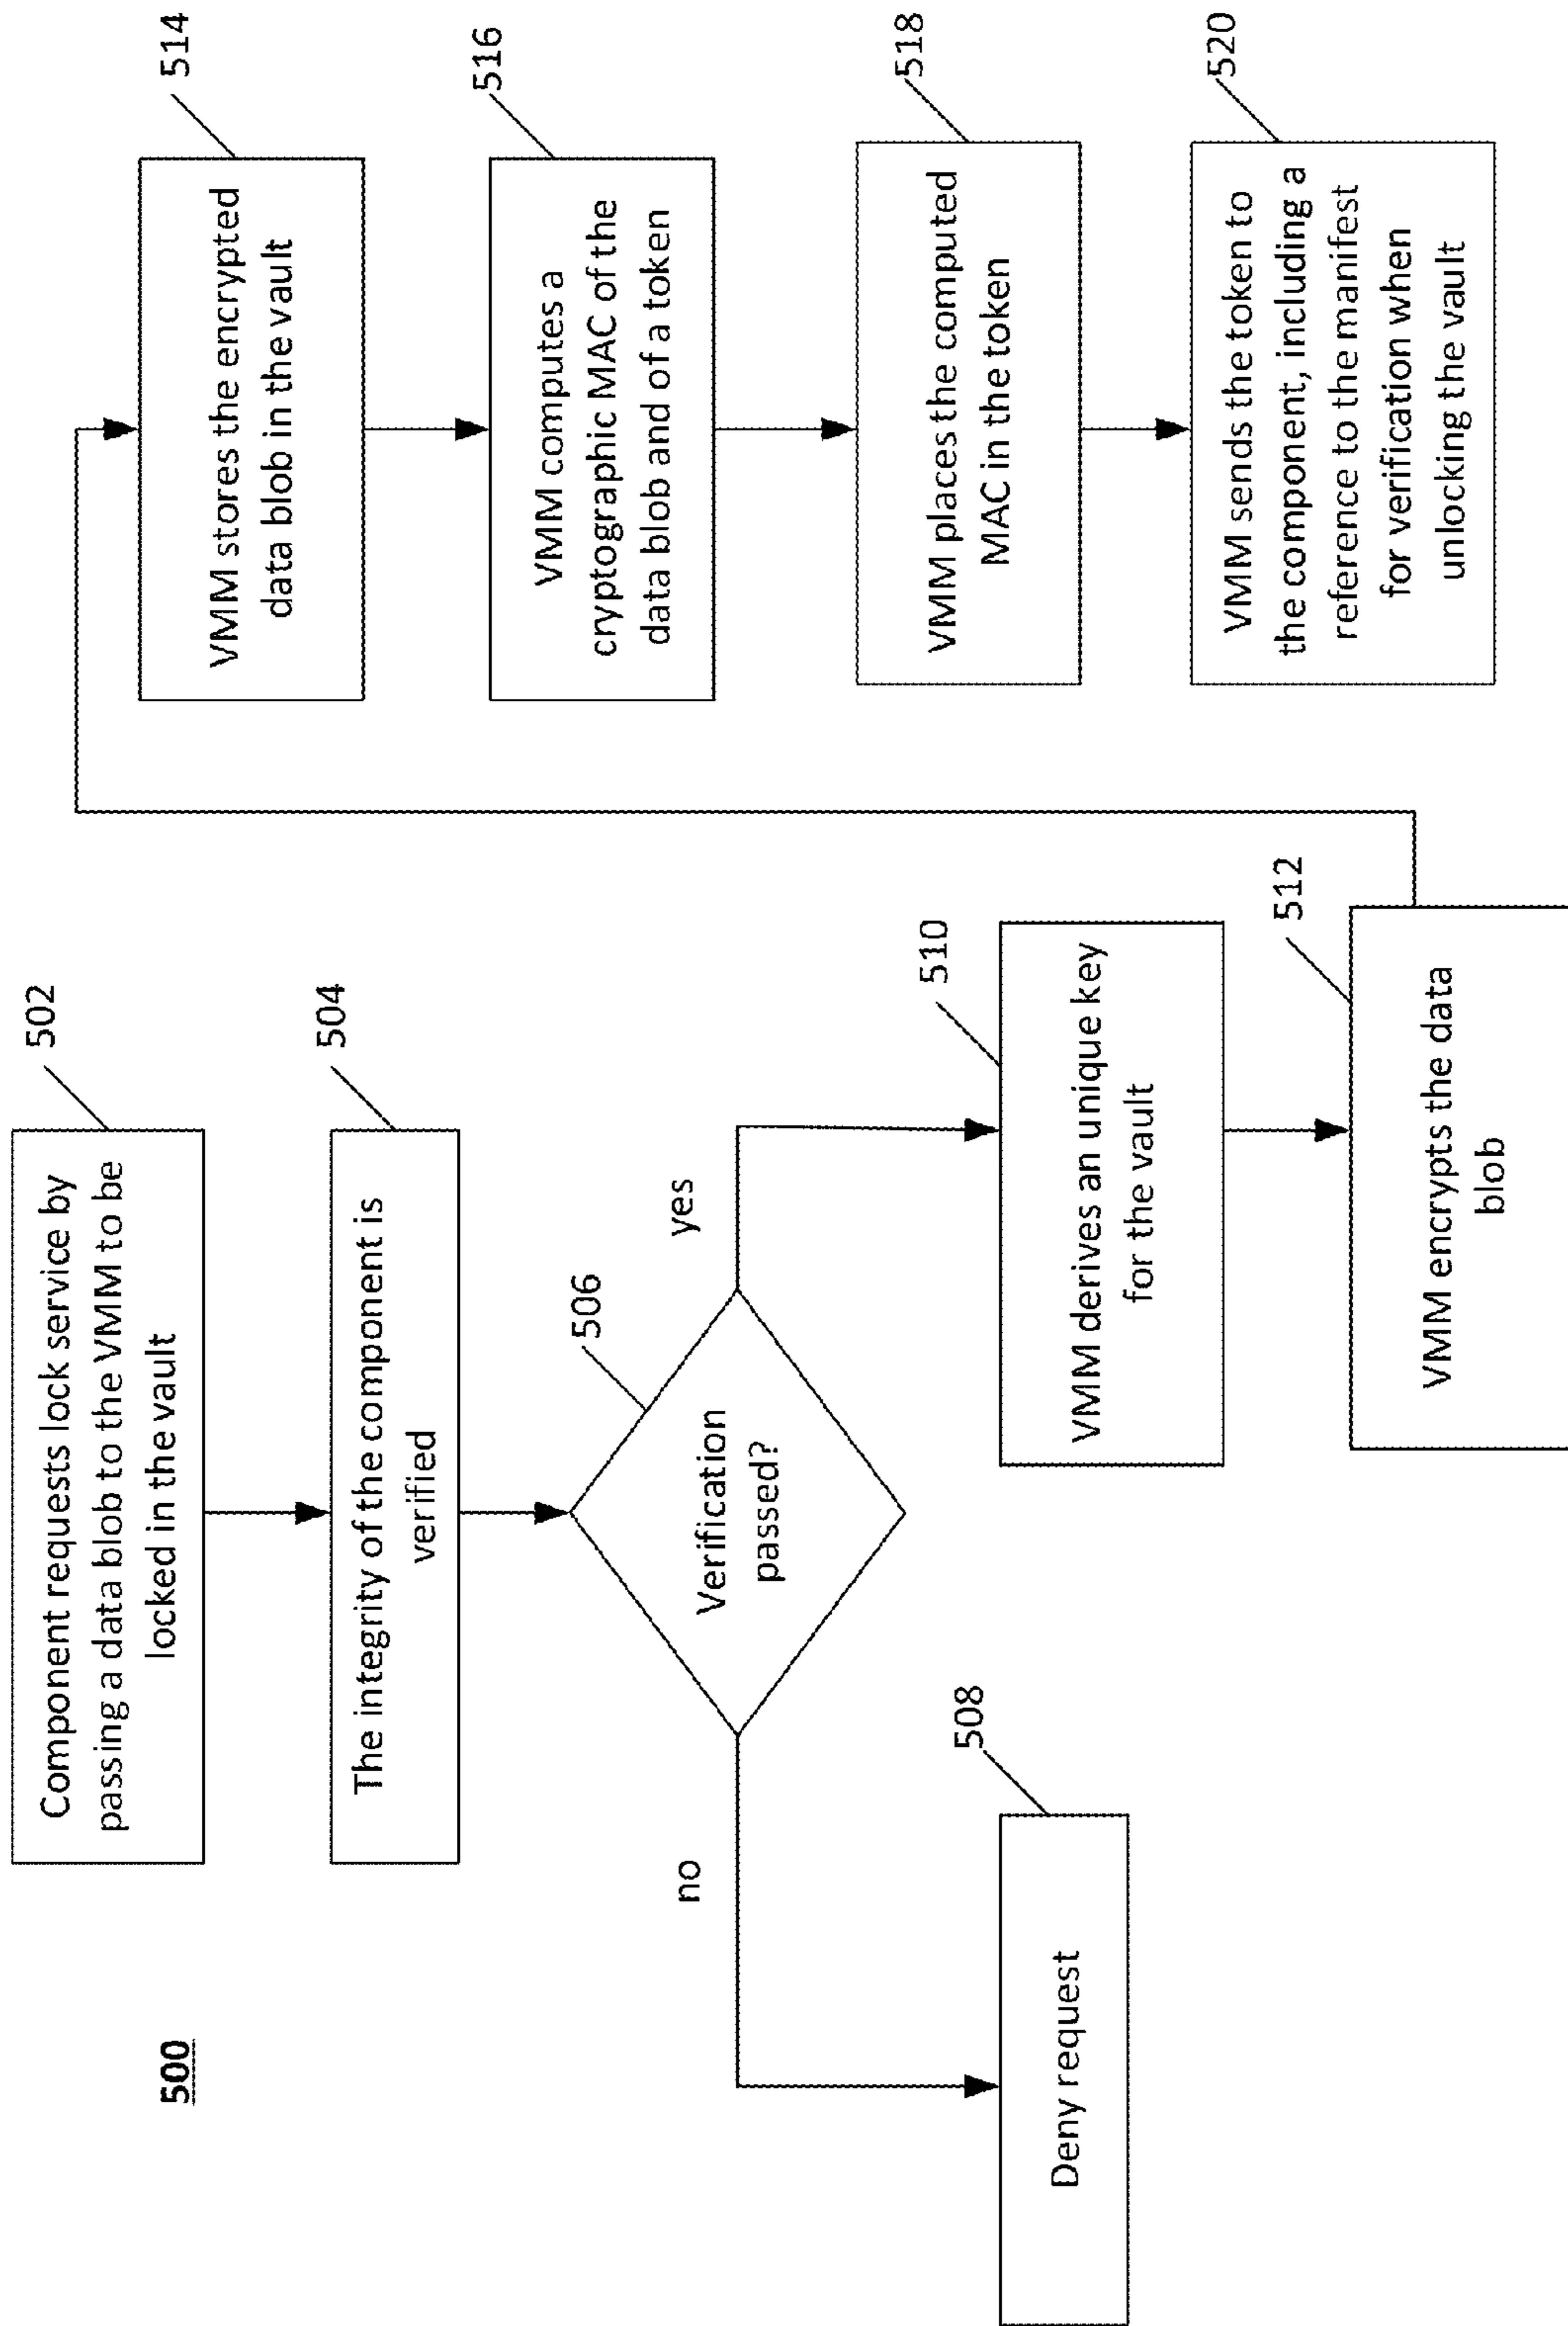 500
502
Component requests lock service by
passing a data blob to the VMM to be
locked in the vault
504
The integrity of the component is
verified
506
Verification
passed?
no
yes
508
Deny request
510
VMM derives an unique key
for the vault
512
VMM encrypts the data
blob
514
VMM stores the encrypted
data blob in the vault
516
VMM computes a
cryptographic MAC of the
data blob and of a token
518
VMM places the computed
MAC in the token
520
VMM sends the token to
the component, including a
reference to the manifest
for verification when
unlocking the vault